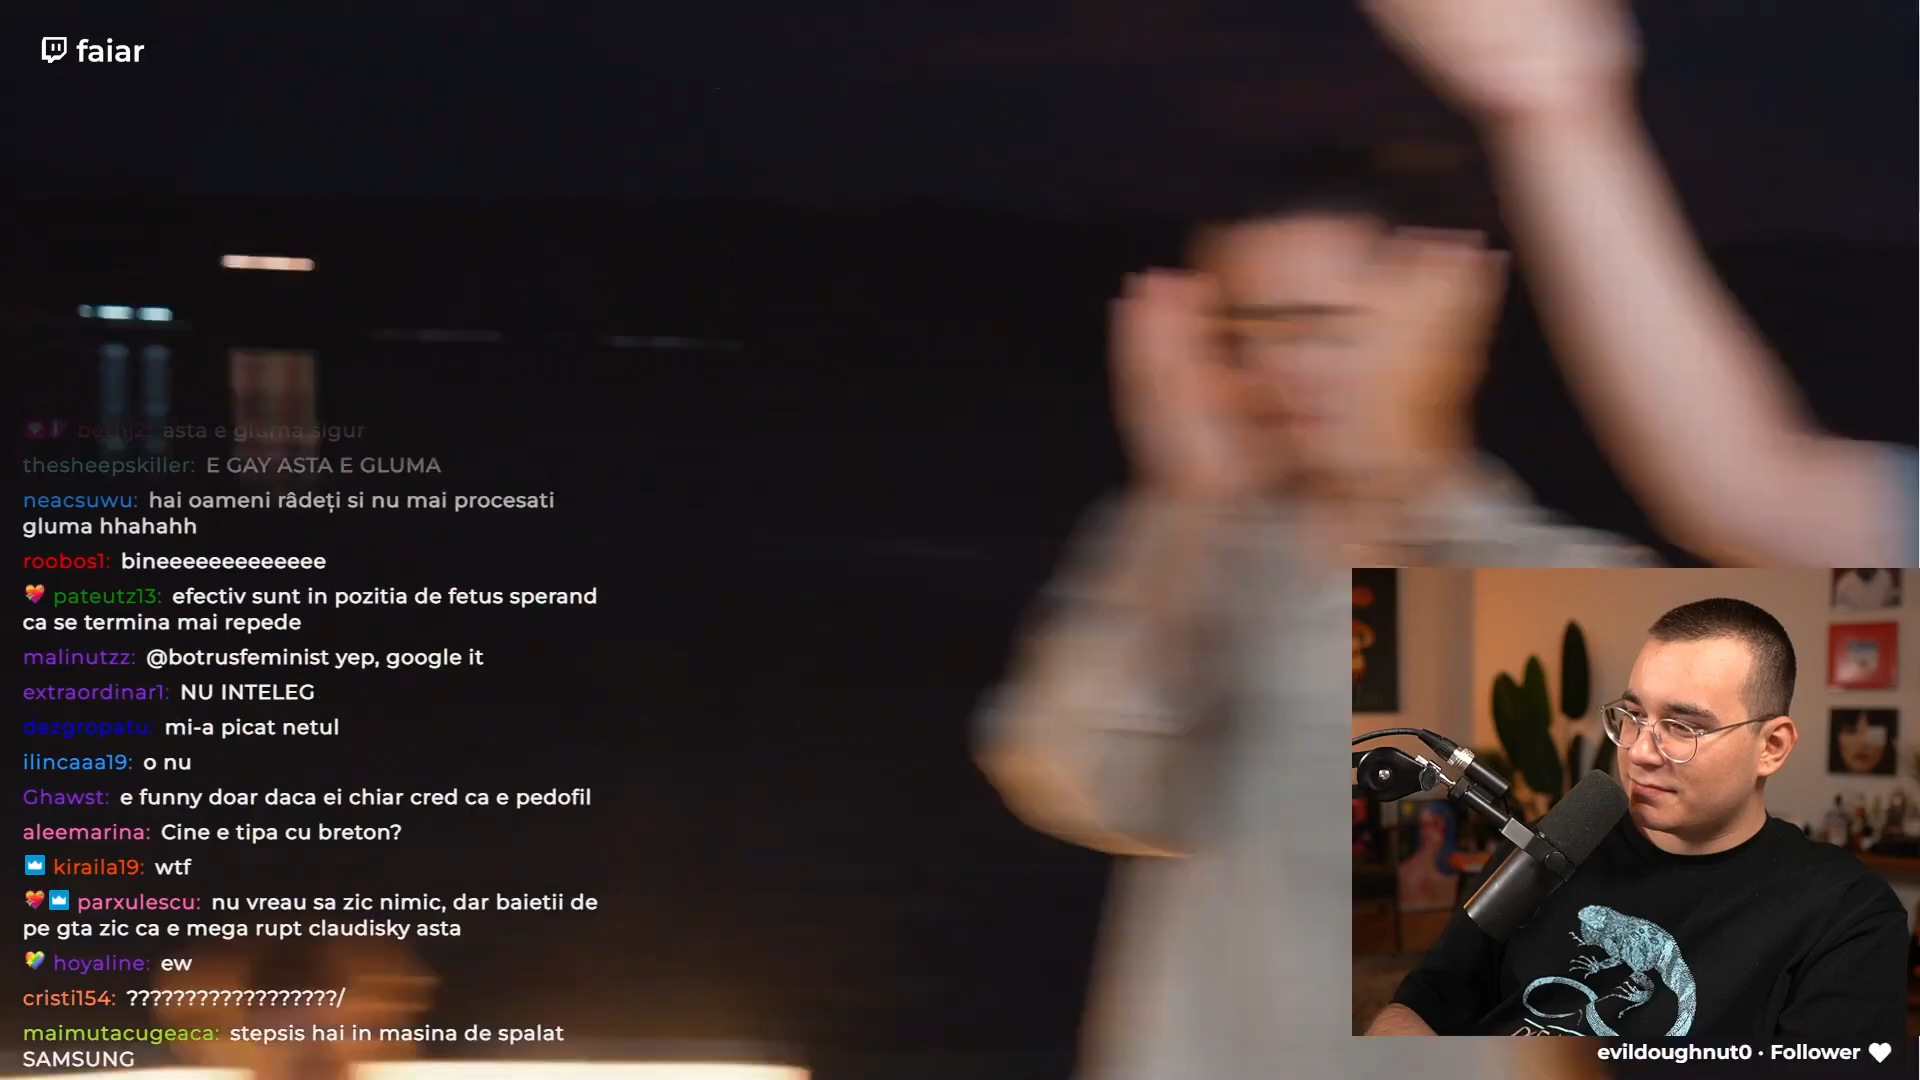 faiar
bethj2: asta e gluma sigur
thesheepskiller: E GAY ASTA E GLUMA
neacsuwu: hai oameni râdeți si nu mai procesati
gluma hhahahh
roobos1: bineeeeeeeeeeeee
pateutz13: efectiv sunt in pozitia de fetus sperand
ca se termina mai repede
malinutzz: @botrusfeminist yep, google it
extraordinar1: NU INTELEG
dezgropatu: mi-a picat netul
ilincaaa19: o nu
Ghawst: e funny doar daca ei chiar cred ca e pedofil
aleemarina: Cine e tipa cu breton?
kiraila19: wtf
parxulescu: nu vreau sa zic nimic, dar baietii de
pe gta zic ca e mega rupt claudisky asta
hoyaline: ew
cristi154: ??????????????????/
maimutacugeaca: stepsis hai in masina de spalat
SAMSUNG
evildoughnut0 · Follower